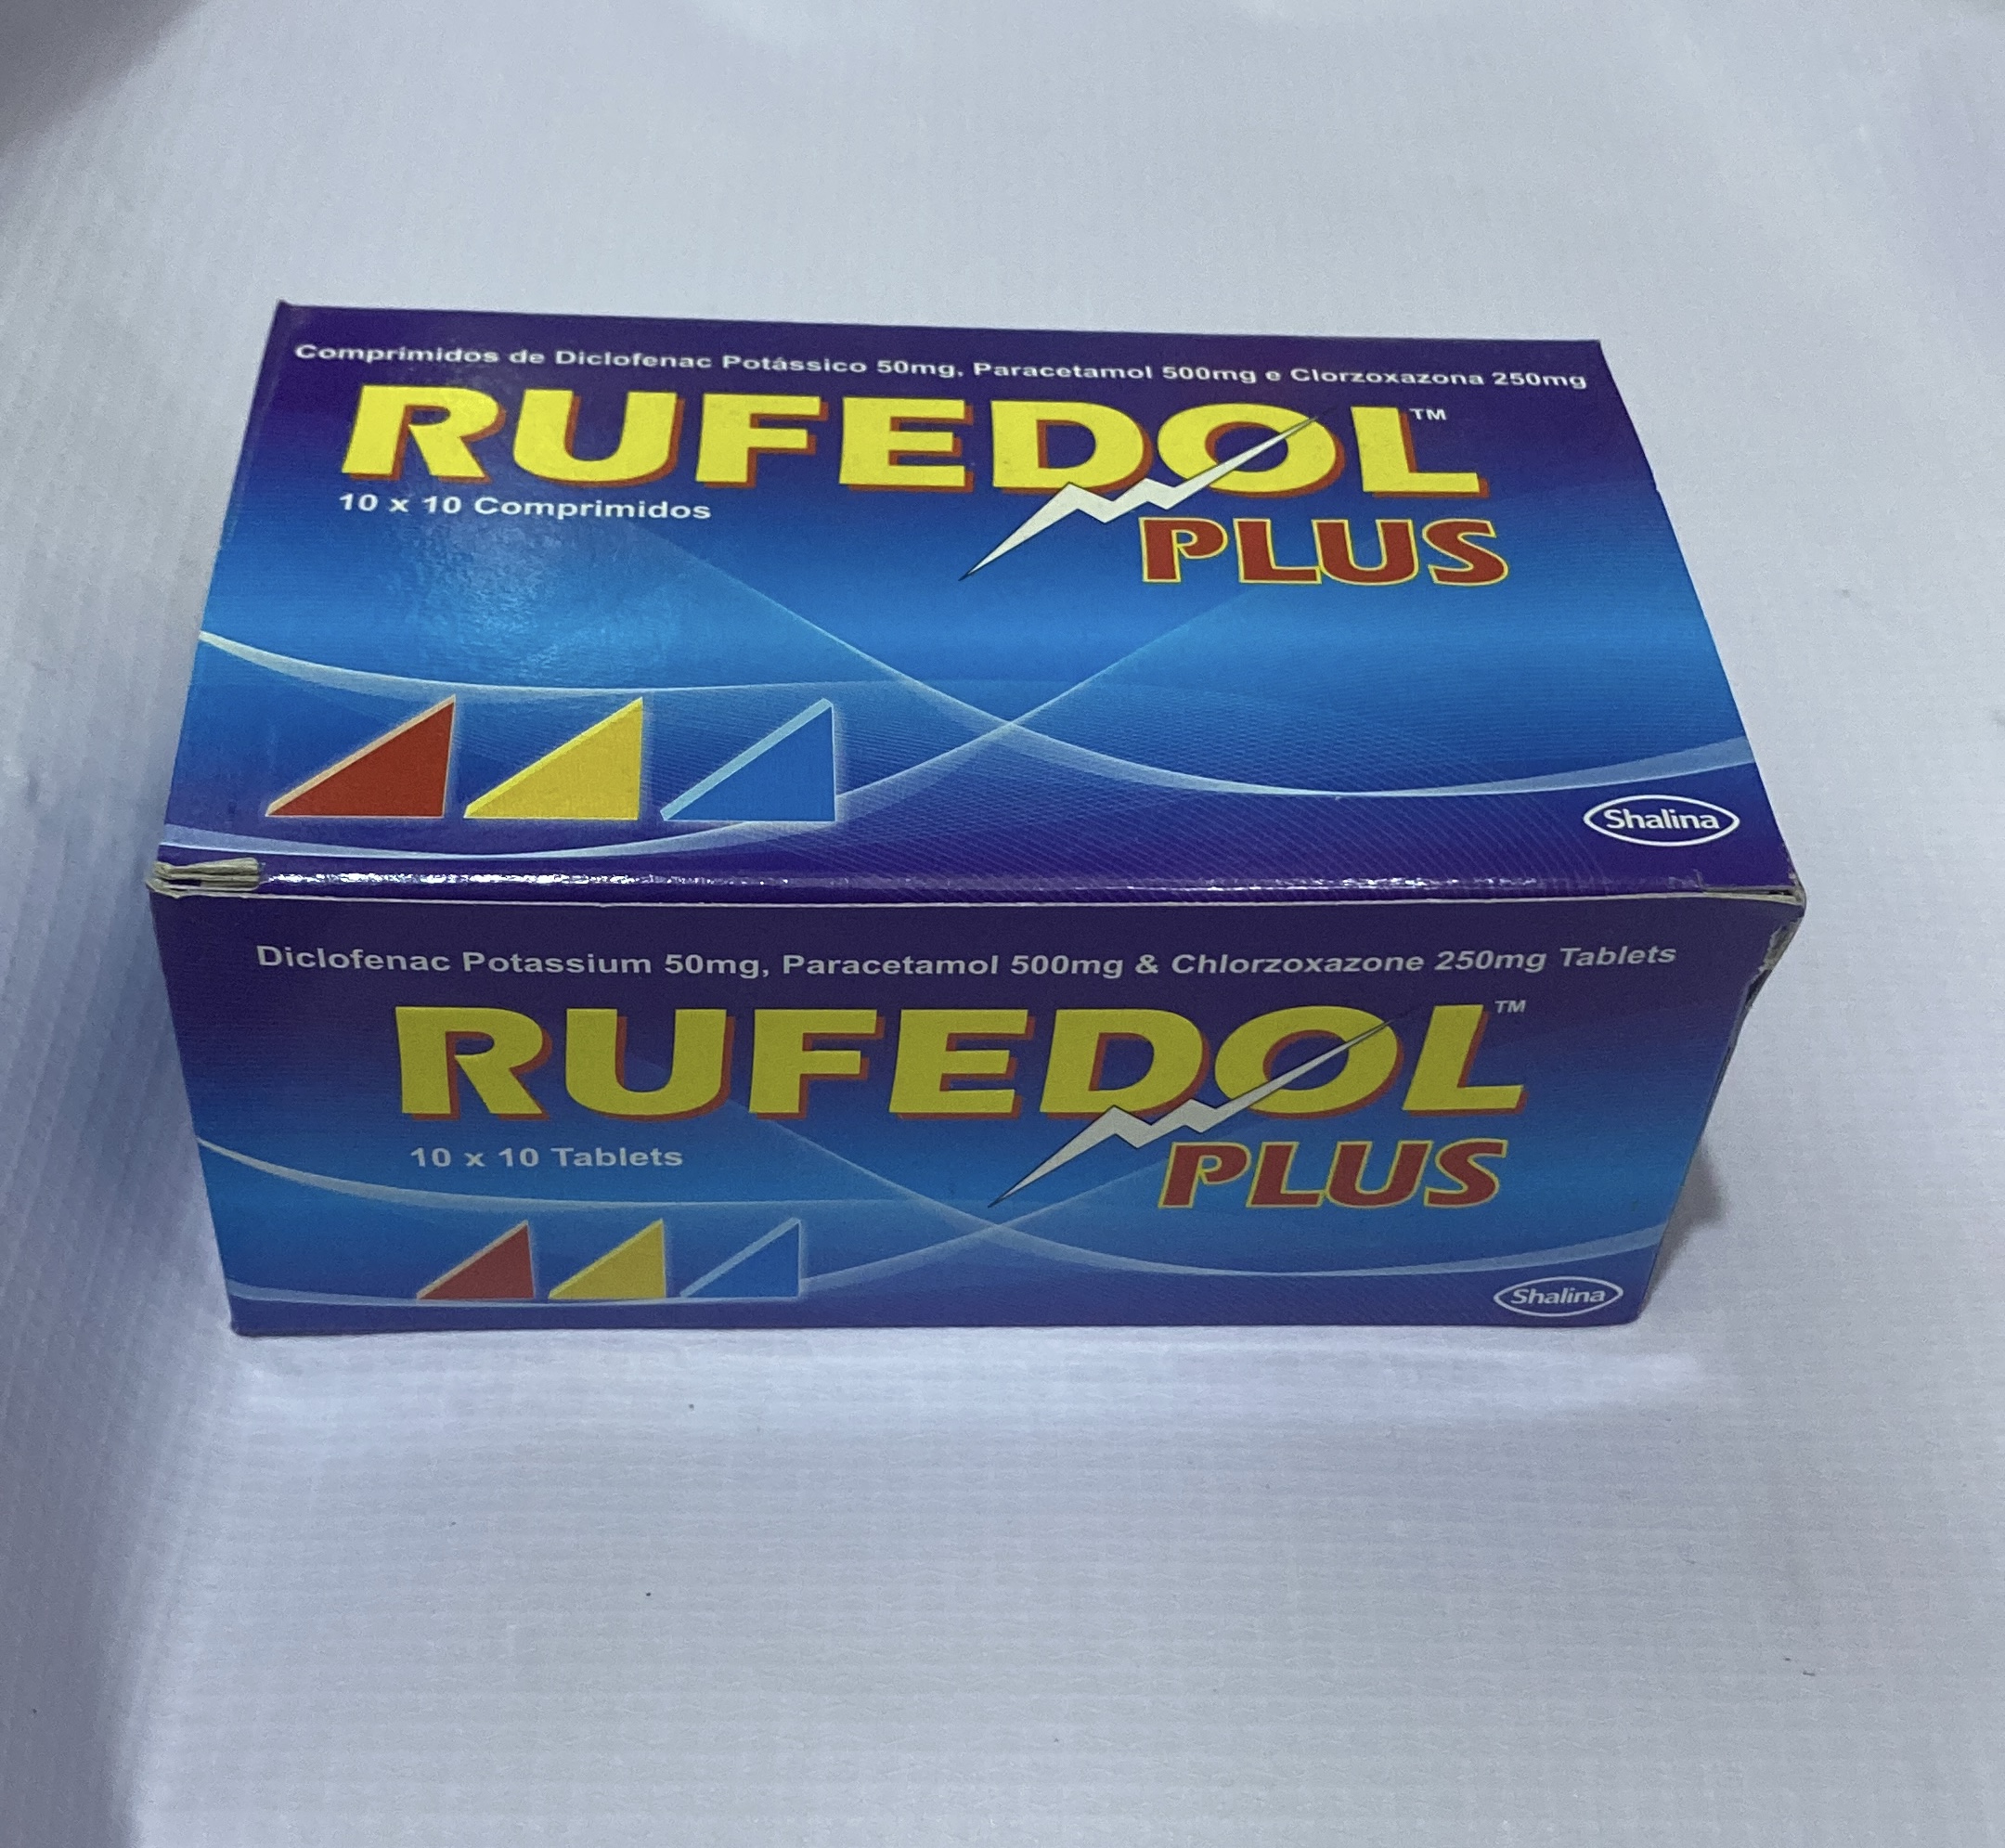 Comprimidos de Diclofenac Potássico 50mg, Paracetamol 500mg e Clorzoxazona 250mg
RUFEDOL™
10 x 10 Comprimidos
PLUS
Shalina
Diclofenac Potassium 50mg, Paracetamol 500mg & Chlorzoxazone 250mg Tablets
RUFEDOL™
10 x 10 Tablets
PLUS
Shalina